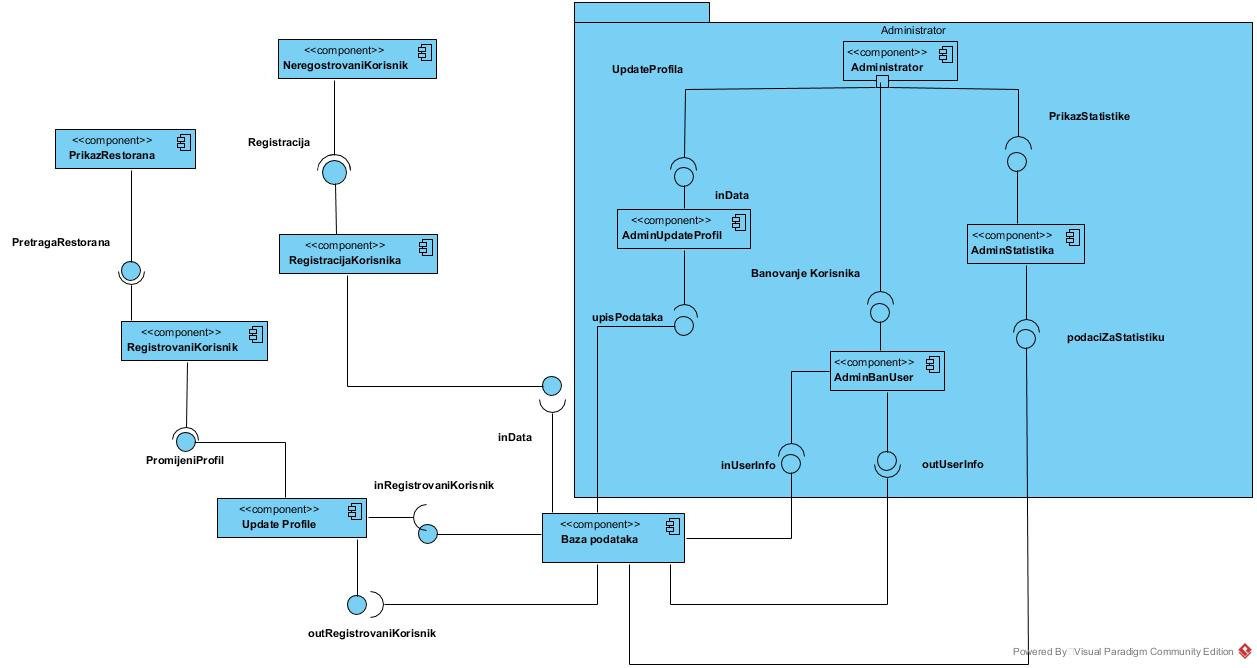 Administrator
<<component>>
Administrator
<<component>>
NeregostrovaniKorisnik
UpdateProfila
PrikazStatistike
<<component>>
PrikazRestorana
Registracija
inData
<<component>>
AdminUpdateProfil
<<component>>
AdminStatistika
PretragaRestorana
<<component>>
RegistracijaKorisnika
Banovanje Korisnika
upisPodataka
<<component>>
RegistrovaniKorisnik
podaciZaStatistiku
<<component>>
AdminBanUser
inData
PromijeniProfil
inUserInfo
outUserInfo
inRegistrovaniKorisnik
<<component>>
Update Profile
<<component>>
Baza podataka
outRegistrovaniKorisnik
Powered By Visual Paradigm Community Edition